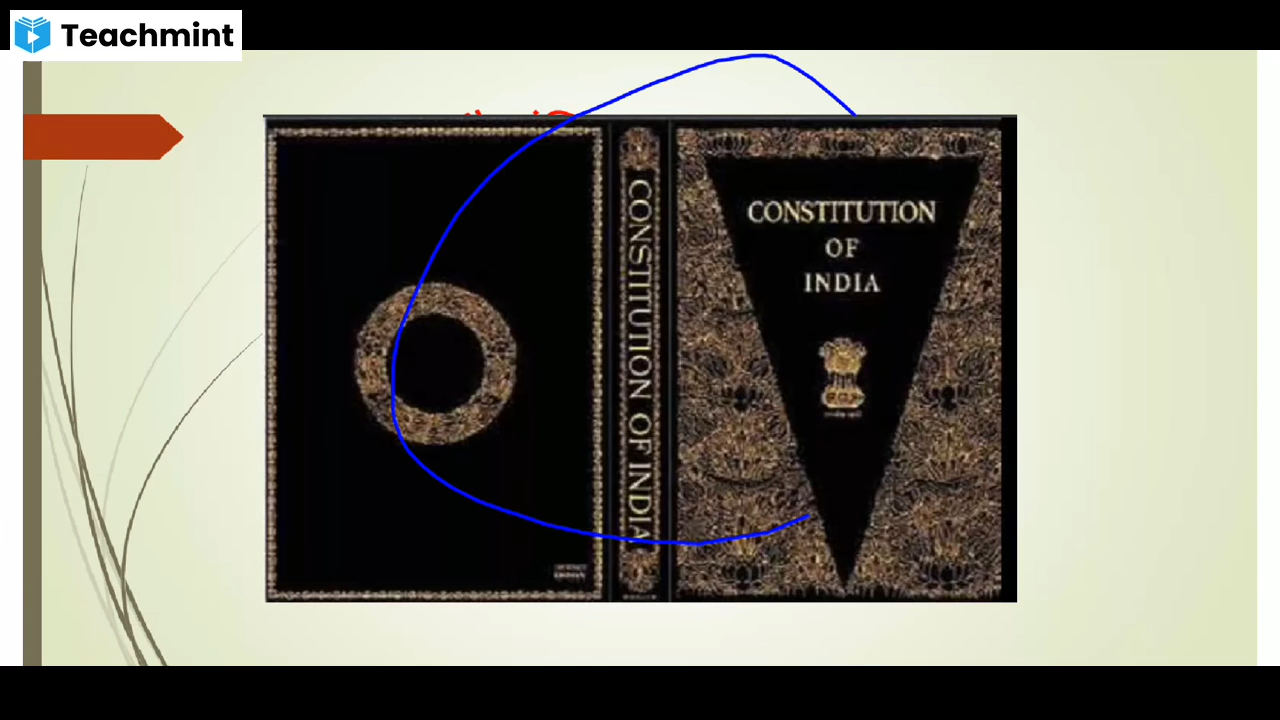 Teachmint
CONSTITUTION OF INDIA
CONSTITUTION
OF
INDIA